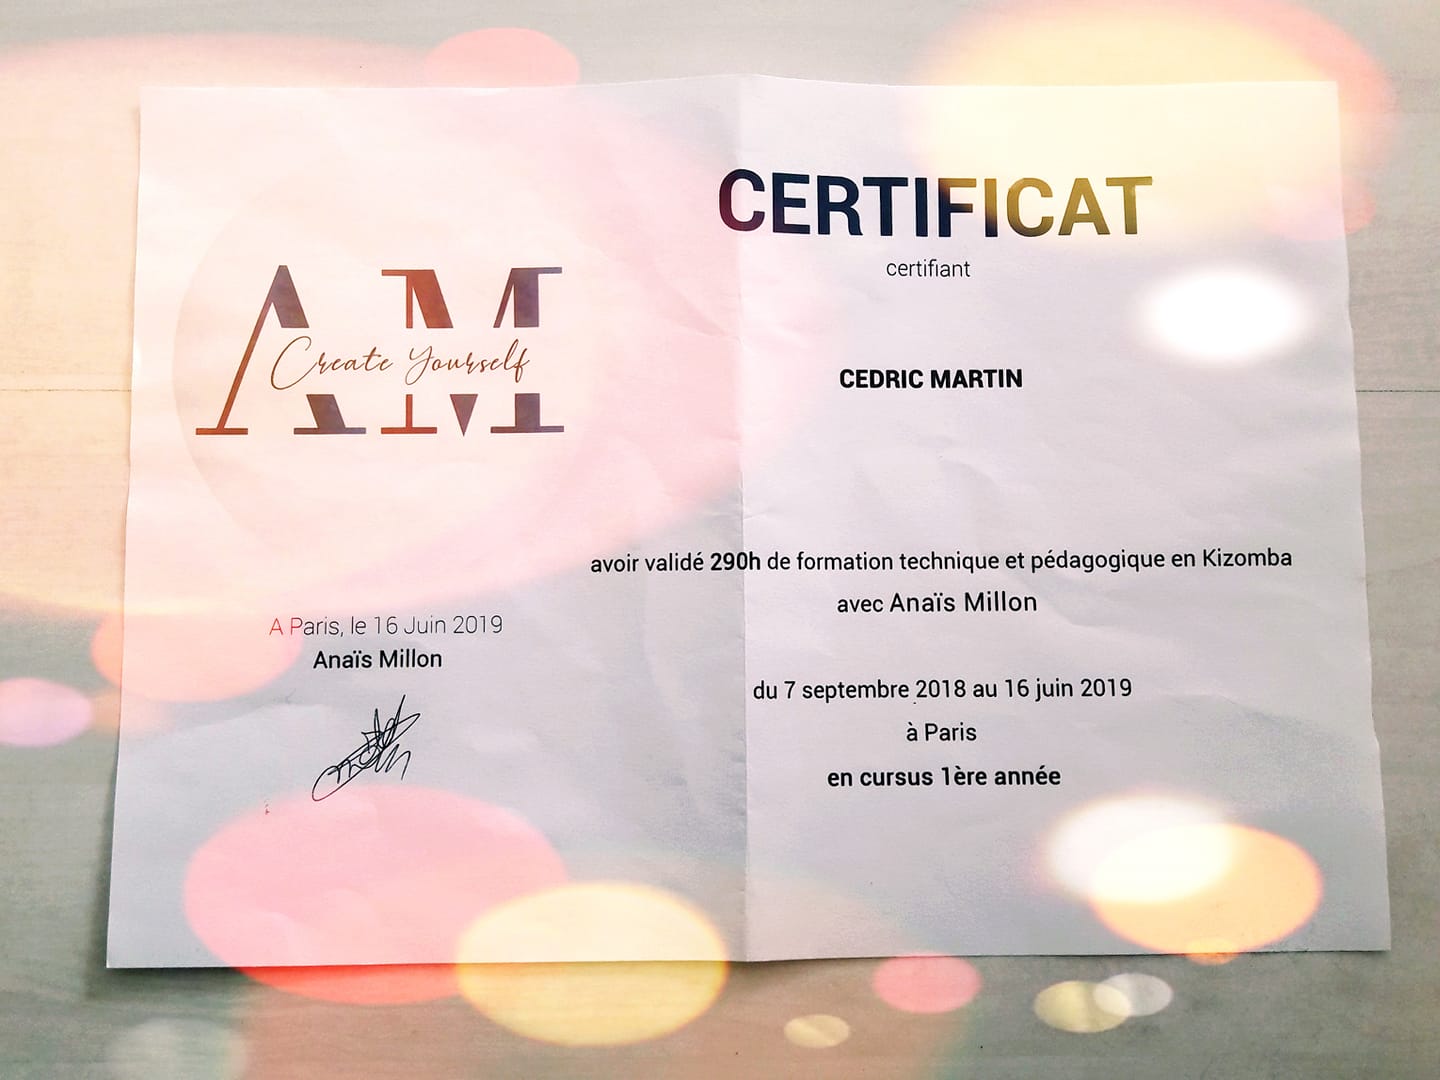 AM
Create Yourself
A Paris, le 16 Juin 2019
Anaïs Millon
CERTIFICAT
certifiant
CEDRIC MARTIN
avoir validé 290h de formation technique et pédagogique en Kizomba
avec Anaïs Millon
du 7 septembre 2018 au 16 juin 2019
à Paris
en cursus 1ère année